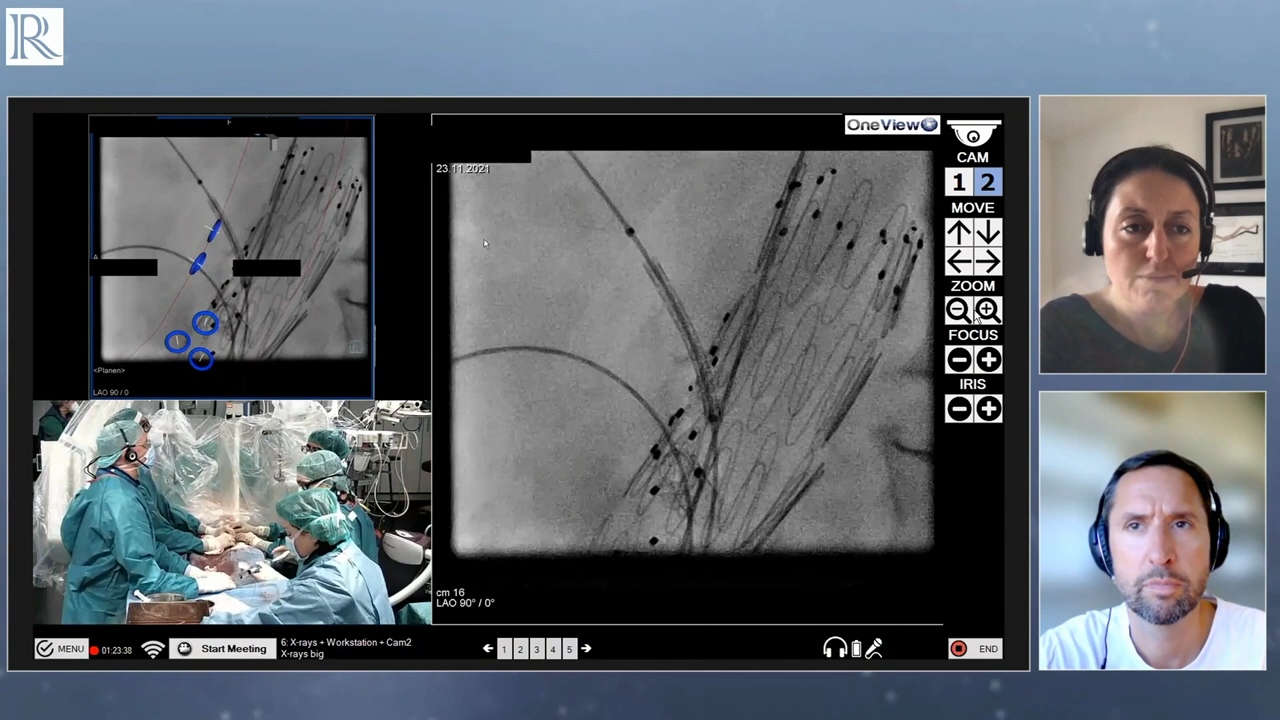 R
A
<Planen>
LAO 90 / 0
R
23.11.2021
cm 16
LAO 90° / 0°
OneView
CAM
1 2
MOVE
ZOOM
FOCUS
IRIS
MENU
01:23:38
Start Meeting
6: X-rays + Workstation + Cam2
X-rays big
1 2 3 4 5
END